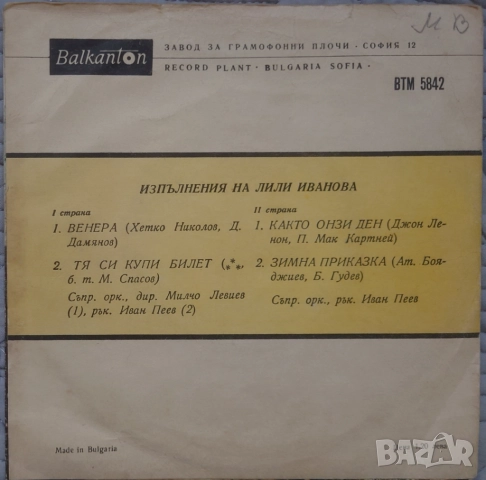 М В
Balkanton
ЗАВОД ЗА ГРАМОФОННИ ПЛОЧИ · СОФИЯ 12
RECORD PLANT · BULGARIA SOFIA ·
ВТМ 5842
ИЗПЪЛНЕНИЯ НА ЛИЛИ ИВАНОВА
I страна
1. ВЕНЕРА (Хетко Николов, Д.
Дамянов)
2. ТЯ СИ КУПИ БИЛЕТ (***,
б. т. М. Спасов)
Съпр. орк., дир. Милчо Левиев
(1), рък. Иван Пеев (2)
II страна
1. КАКТО ОНЗИ ДЕН (Джон Ле-
нон, П. Мак Картней)
2. ЗИМНА ПРИКАЗКА (Ат. Боя-
джиев, Б. Гудев)
Съпр. орк., рък. Иван Пеев
Made in Bulgaria
БАZАР